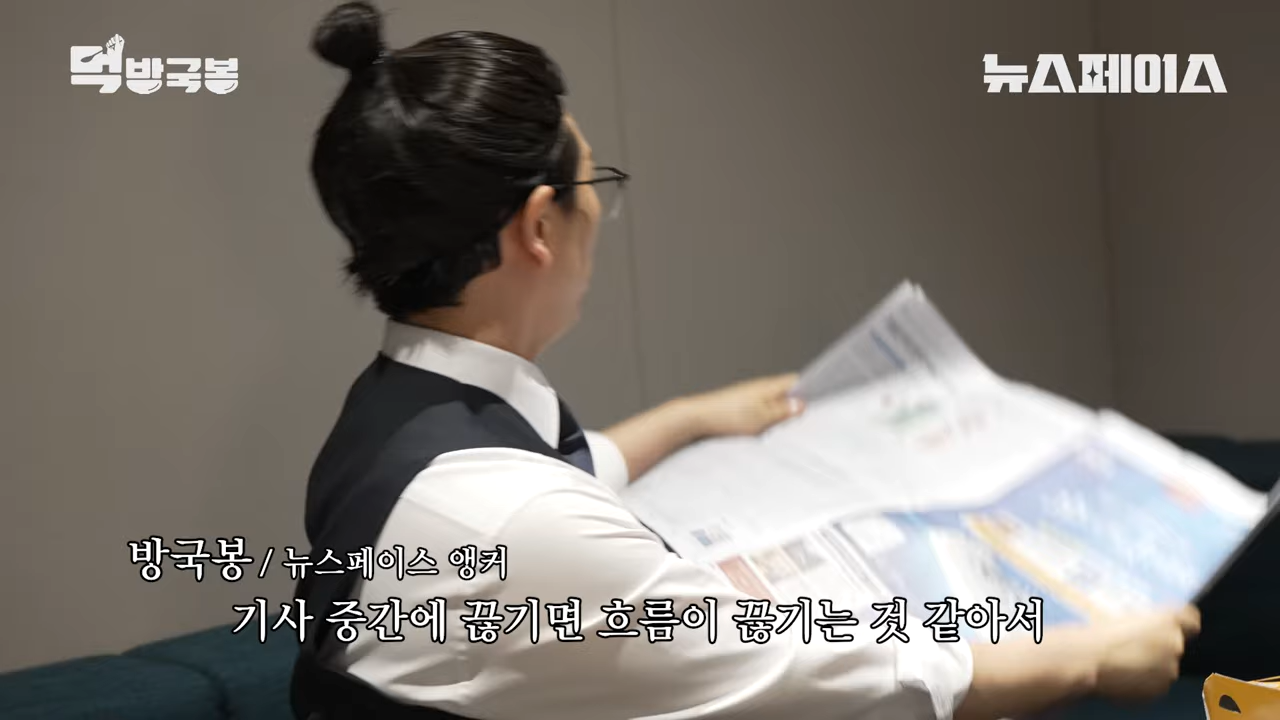 덕방국봉
뉴스페이스
방국봉 / 뉴스페이스 앵커
기사 중간에 끊기면 흐름이 끊기는 것 같아서